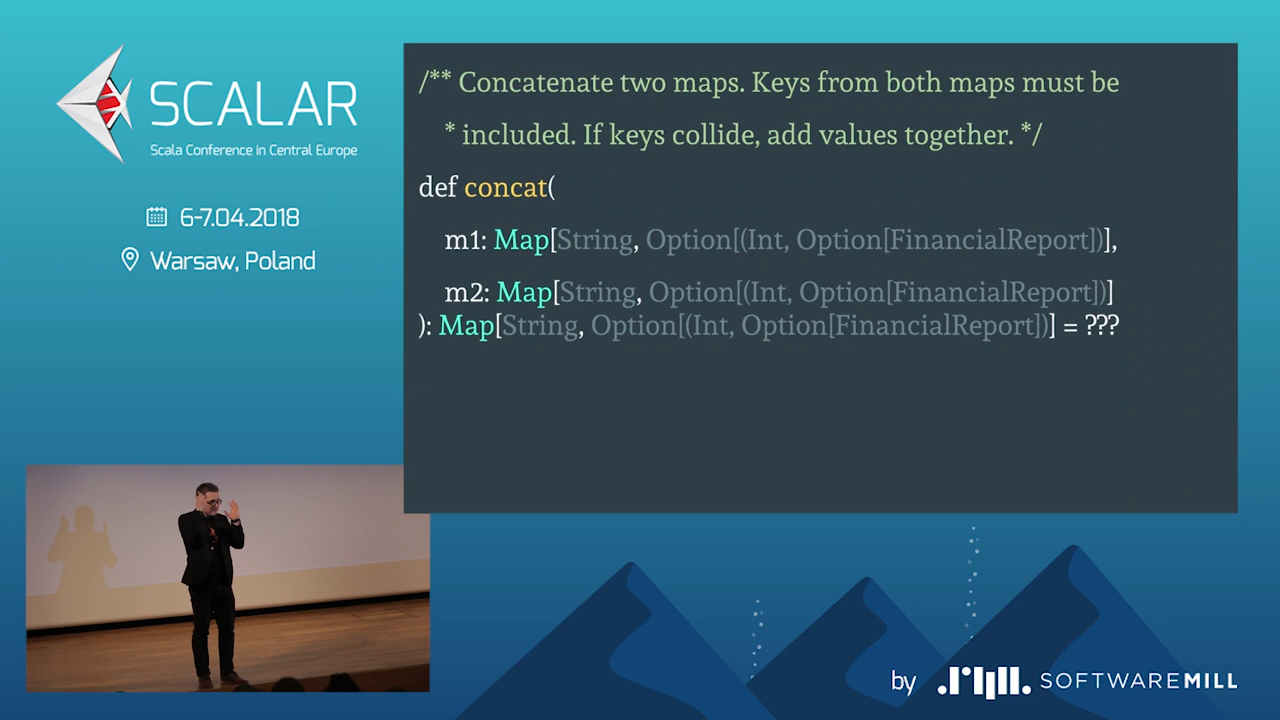 SCALAR
Scala Conference in Central Europe
6-7.04.2018
Warsaw, Poland
/** Concatenate two maps. Keys from both maps must be
* included. If keys collide, add values together. */
def concat(
m1: Map[String, Option[(Int, Option[FinancialReport])],
m2: Map[String, Option[(Int, Option[FinancialReport])]
): Map[String, Option[(Int, Option[FinancialReport])] = ???
by SOFTWAREMILL